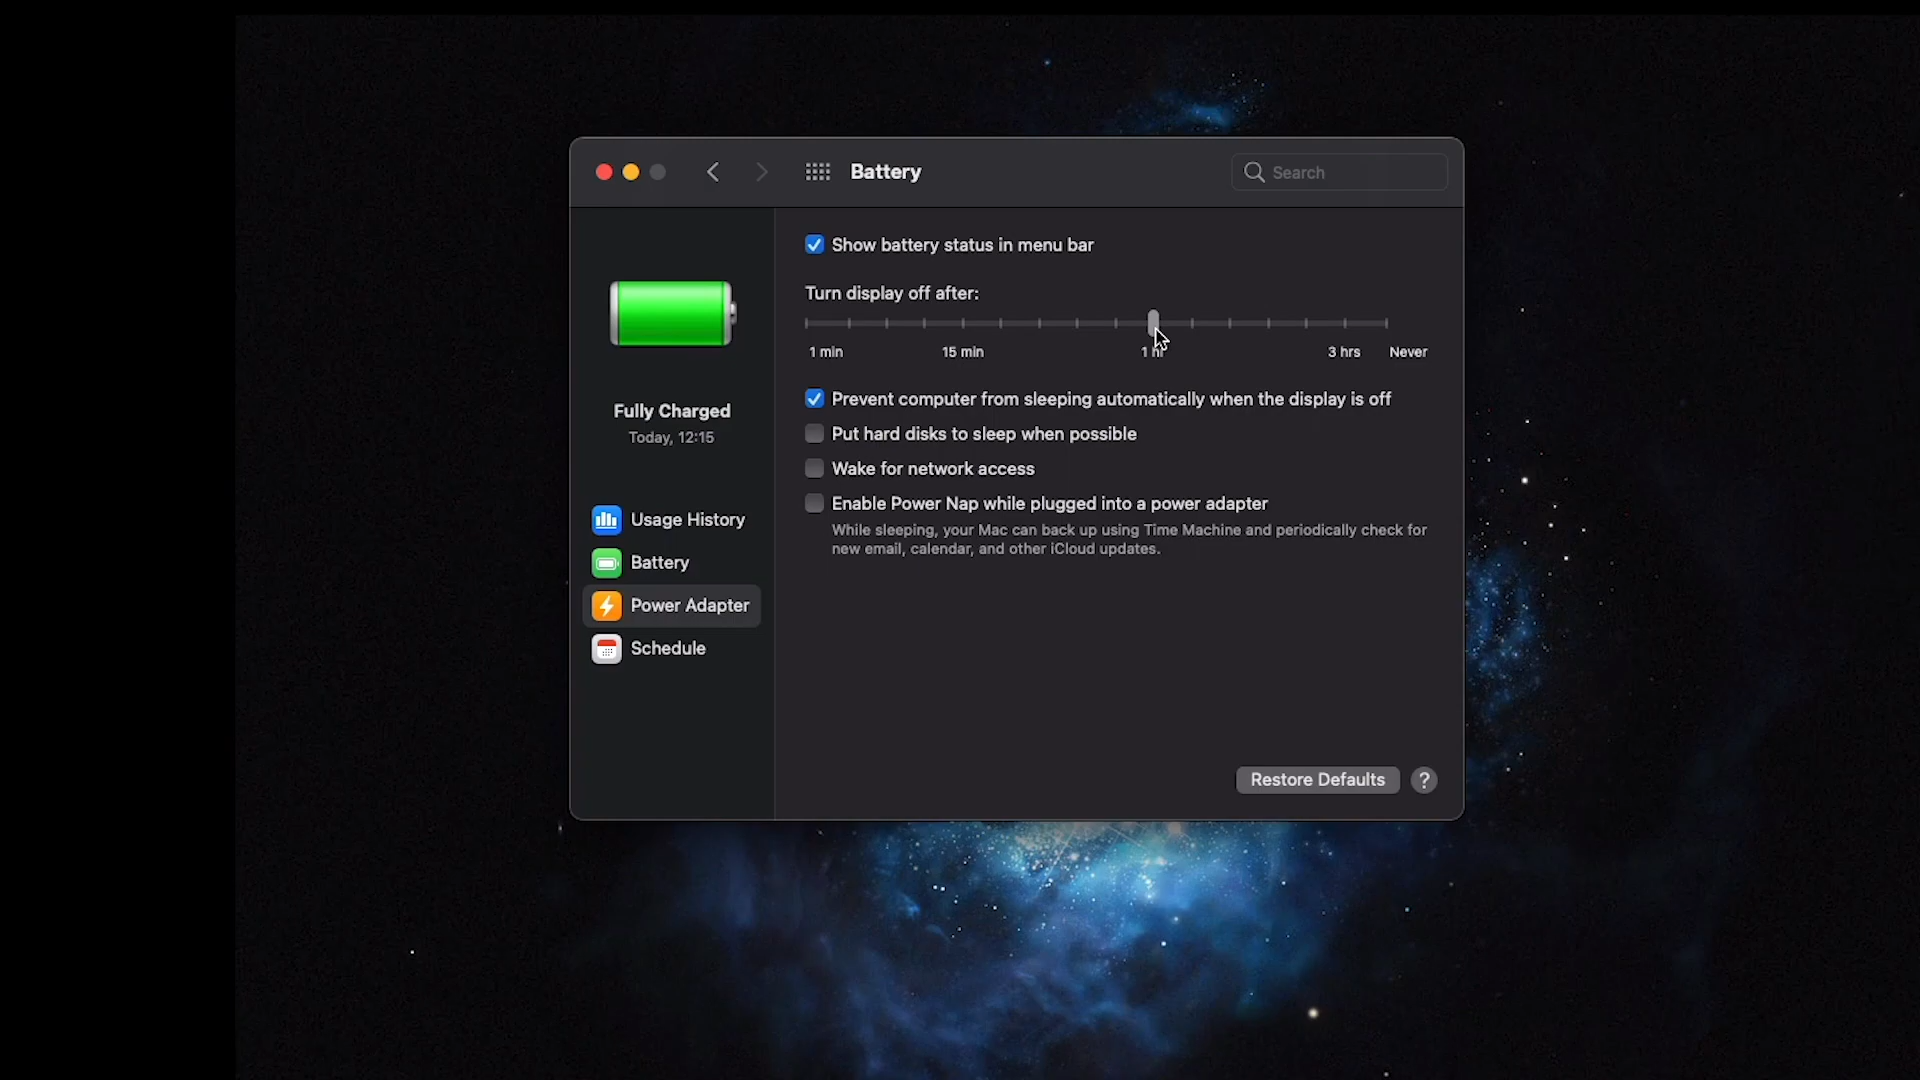 Battery
Search
Show battery status in menu bar
Turn display off after:
1 min 15 min 1 hr 3 hrs Never
Fully Charged
Today, 12:15
Prevent computer from sleeping automatically when the display is off
Put hard disks to sleep when possible
Wake for network access
Enable Power Nap while plugged into a power adapter
While sleeping, your Mac can back up using Time Machine and periodically check for
new email, calendar, and other iCloud updates.
Usage History
Battery
Power Adapter
Schedule
Restore Defaults ?